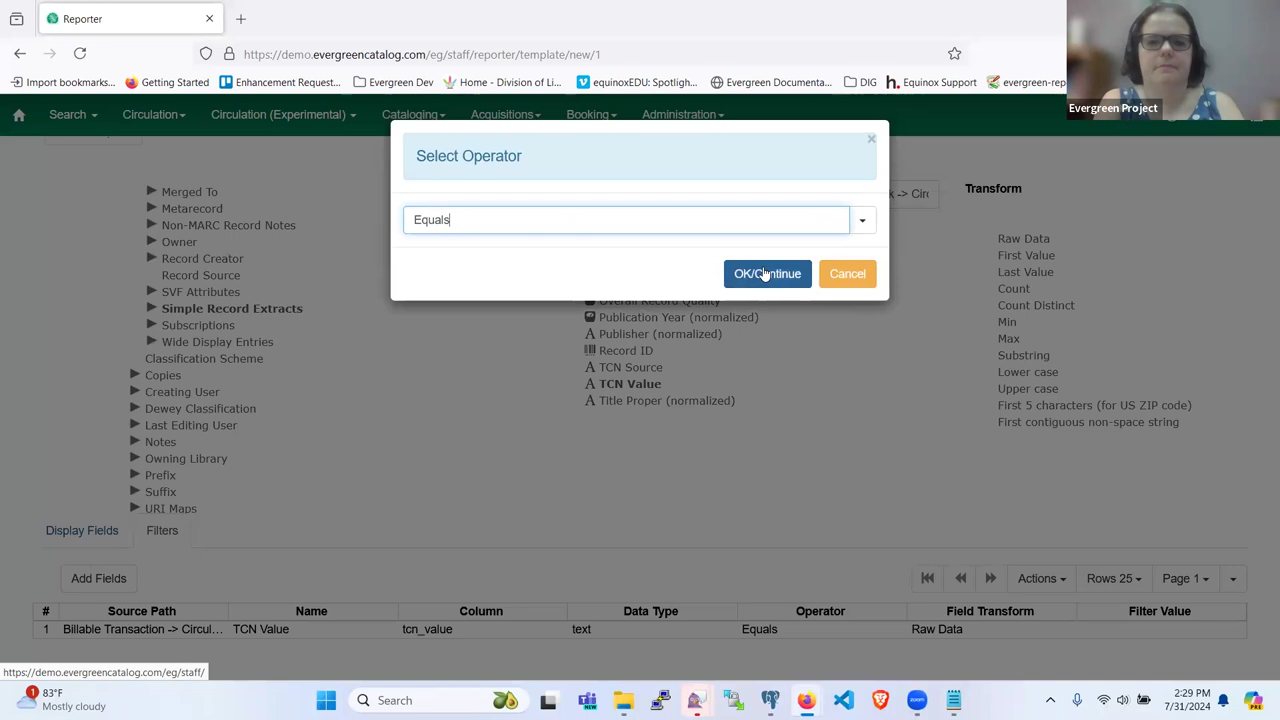 Reporter
https://demo.evergreencatalog.com/eg/staff/reporter/template/new/1
Import bookmarks...
Getting Started
Enhancement Request...
Evergreen Dev
Home - Division of Li...
equinoxEDU: Spotligh...
Evergreen Documenta...
DIG
Equinox Support
Evergreen Project
Search
Circulation
Circulation (Experimental)
Cataloging
Acquisitions
Booking
Administration
Select Operator
Equals
OK/Continue
Cancel
Merged To
Metarecord
Non-MARC Record Notes
Owner
Record Creator
Record Source
SVF Attributes
Simple Record Extracts
Subscriptions
Wide Display Entries
Classification Scheme
Copies
Creating User
Dewey Classification
Last Editing User
Notes
Owning Library
Prefix
Suffix
URI Maps
Overall Record Quality
Publication Year (normalized)
Publisher (normalized)
Record ID
TCN Source
TCN Value
Title Proper (normalized)
Transform
Raw Data
First Value
Last Value
Count
Count Distinct
Min
Max
Substring
Lower case
Upper case
First 5 characters (for US ZIP code)
First contiguous non-space string
Display Fields
Filters
Add Fields
Actions
Rows 25
Page 1
# Source Path Name Column Data Type Operator Field Transform Filter Value
1 Billable Transaction -> Circul... TCN Value tcn_value text Equals Raw Data
https://demo.evergreencatalog.com/eg/staff/
83°F
Mostly cloudy
Search
2:29 PM
7/31/2024